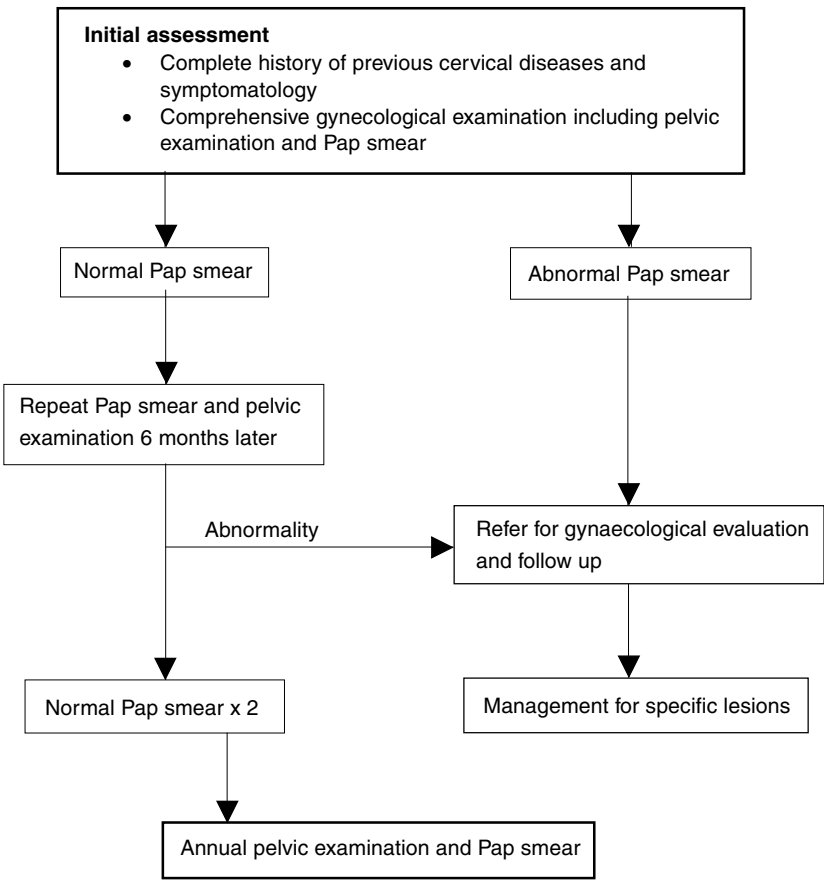 Initial assessment
• Complete history of previous cervical diseases and
symptomatology
• Comprehensive gynecological examination including pelvic
examination and Pap smear
Normal Pap smear
Abnormal Pap smear
Repeat Pap smear and pelvic
examination 6 months later
Abnormality
Refer for gynaecological evaluation
and follow up
Normal Pap smear x 2
Management for specific lesions
Annual pelvic examination and Pap smear